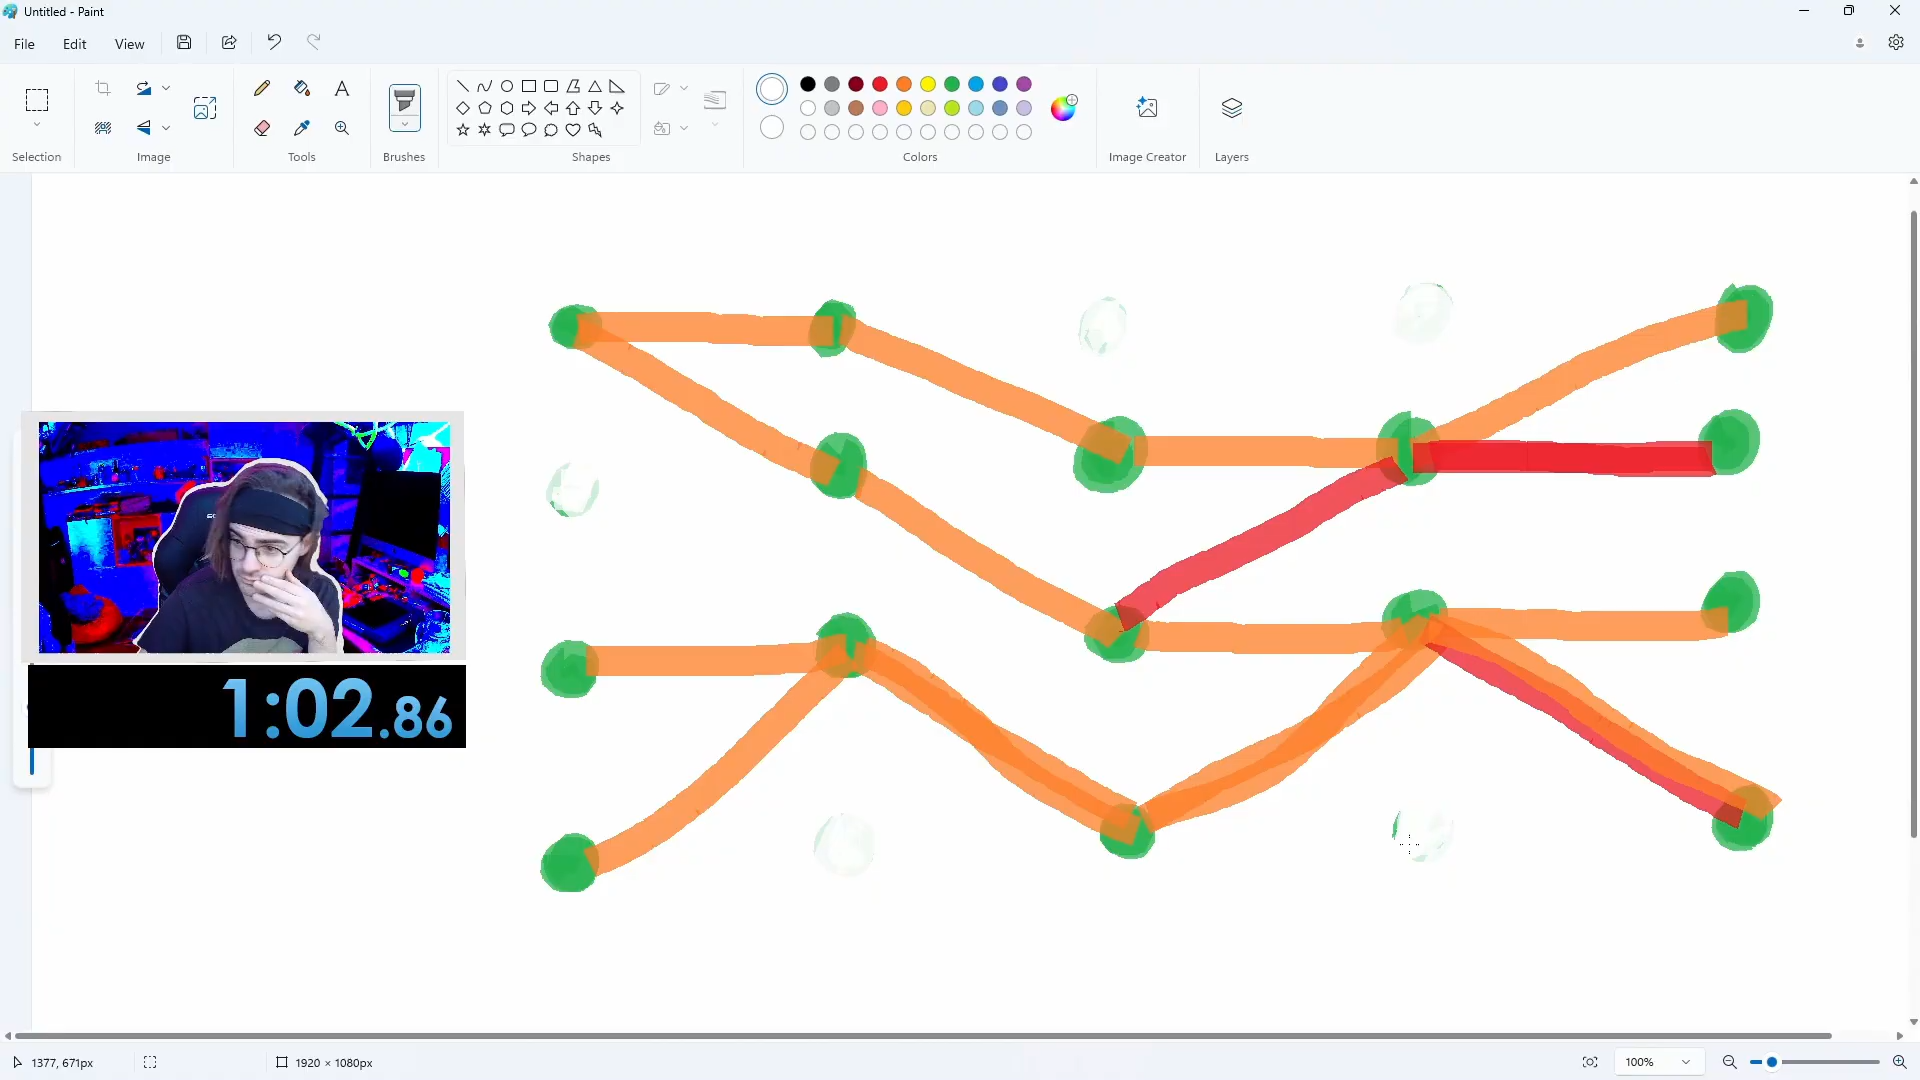 Untitled - Paint
File Edit View
Selection Image Tools Brushes Shapes Colors Image Creator Layers
1:02.86
1377, 671px 1920 × 1080px 100%